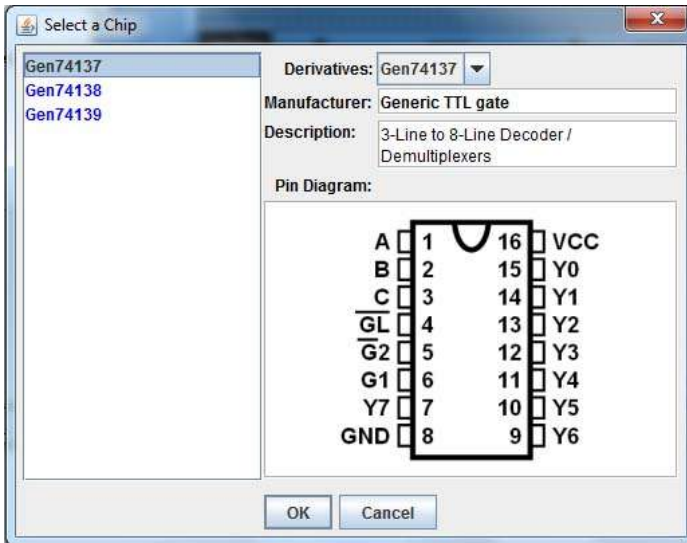 Select a Chip
Gen74137
Gen74138
Gen74139
Derivatives: Gen74137
Manufacturer: Generic TTL gate
Description: 3-Line to 8-Line Decoder /
Demultiplexers
Pin Diagram:
A 1 16 VCC
B 2 15 Y0
C 3 14 Y1
G̅L̅ 4 13 Y2
G̅2 5 12 Y3
G1 6 11 Y4
Y7 7 10 Y5
GND 8 9 Y6
OK Cancel